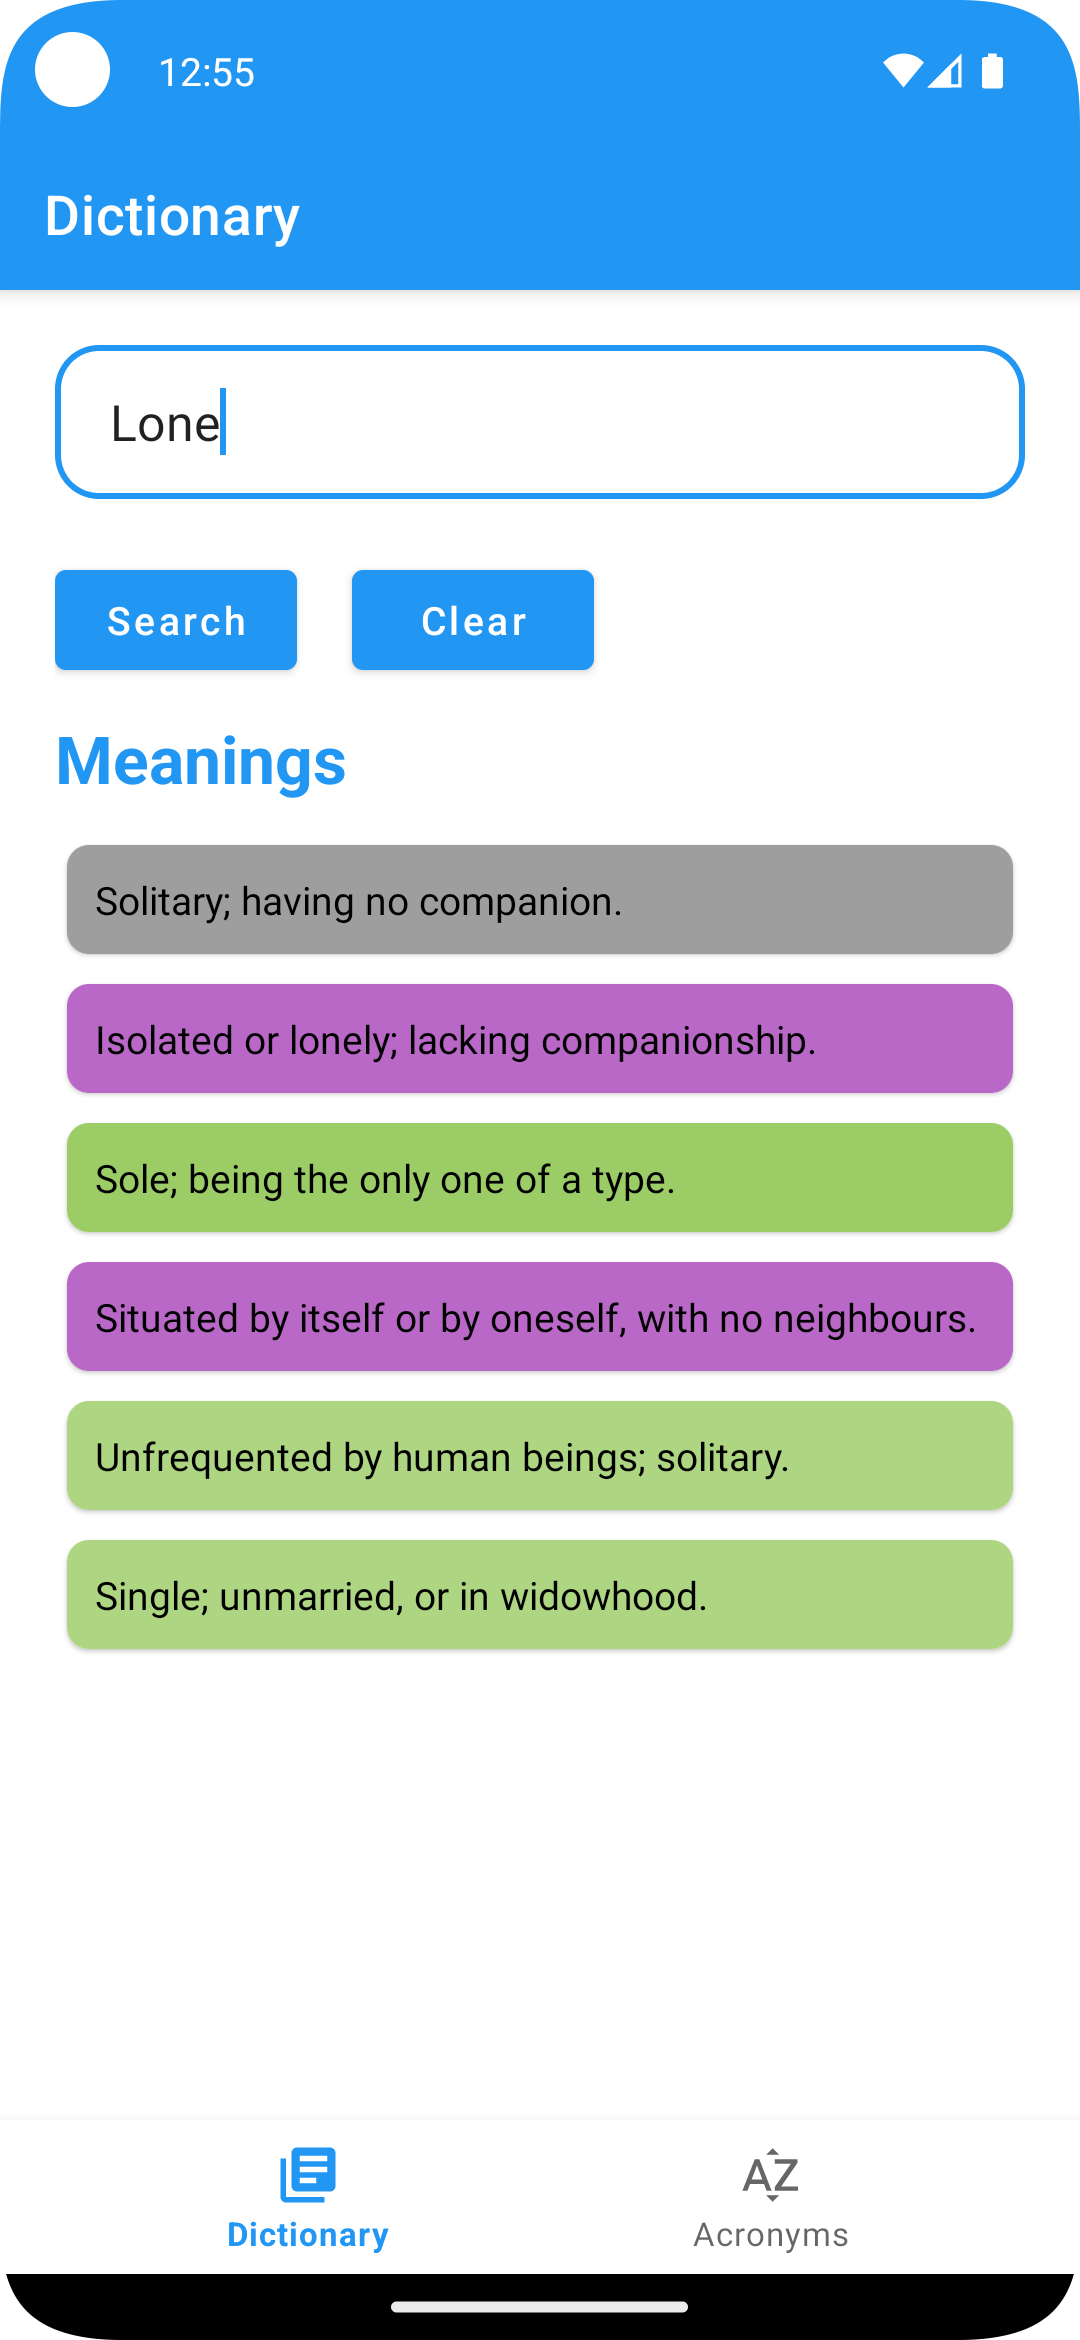 12:55
Dictionary
Lone
Search
Clear
Meanings
Solitary; having no companion.
Isolated or lonely; lacking companionship.
Sole; being the only one of a type.
Situated by itself or by oneself, with no neighbours.
Unfrequented by human beings; solitary.
Single; unmarried, or in widowhood.
AZ
Dictionary
Acronyms